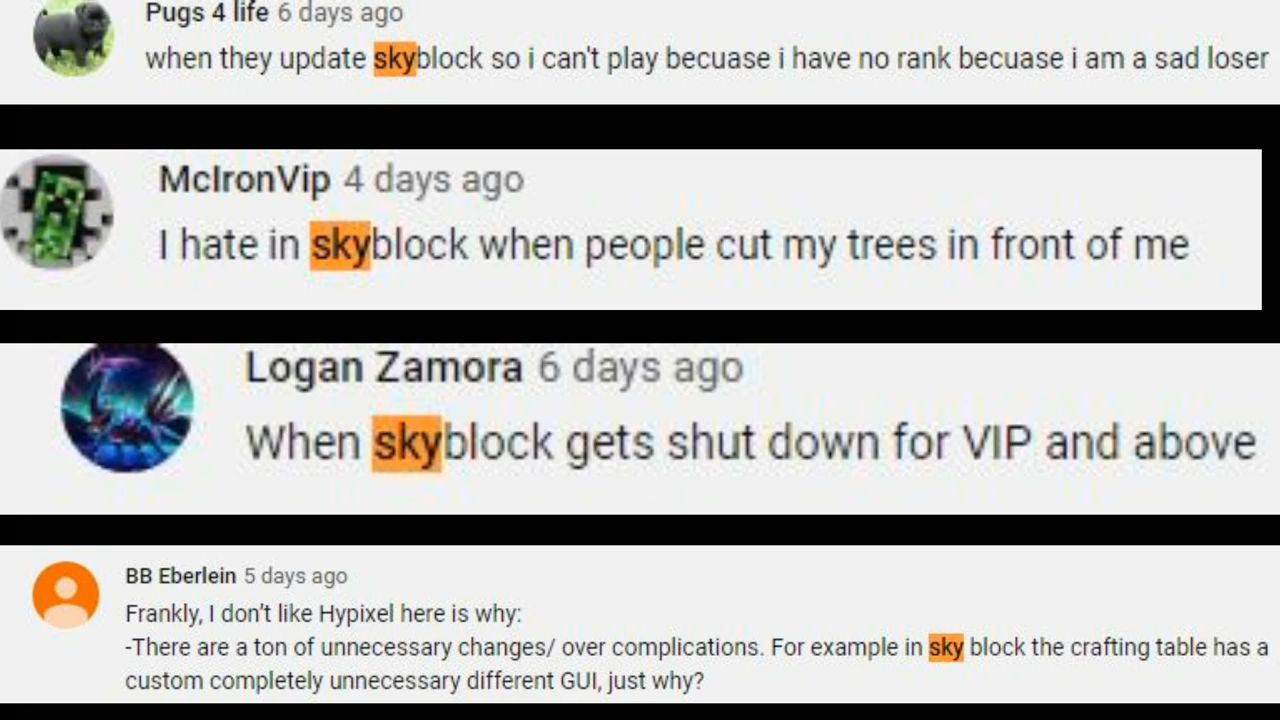 Pugs 4 life 6 days ago
when they update skyblock so i can't play becuase i have no rank becuase i am a sad loser
McIronVip 4 days ago
I hate in skyblock when people cut my trees in front of me
Logan Zamora 6 days ago
When skyblock gets shut down for VIP and above
BB Eberlein 5 days ago
Frankly, I don't like Hypixel here is why:
-There are a ton of unnecessary changes/ over complications. For example in sky block the crafting table has a
custom completely unnecessary different GUI, just why?